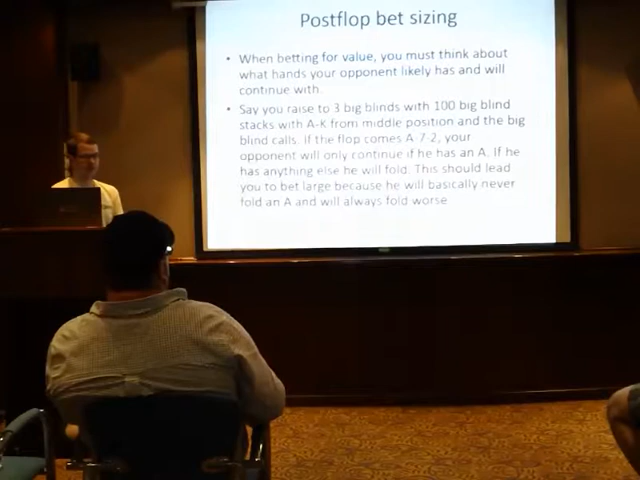 Postflop bet sizing
• When betting for value, you must think about
what hands your opponent likely has and will
continue with.
• Say you raise to 3 big blinds with 100 big blind
stacks with A-K from middle position and the big
blind calls. If the flop comes A-7-2, your
opponent will only continue if he has an A. If he
has anything else he will fold. This should lead
you to bet large because he will basically never
fold an A and will always fold worse